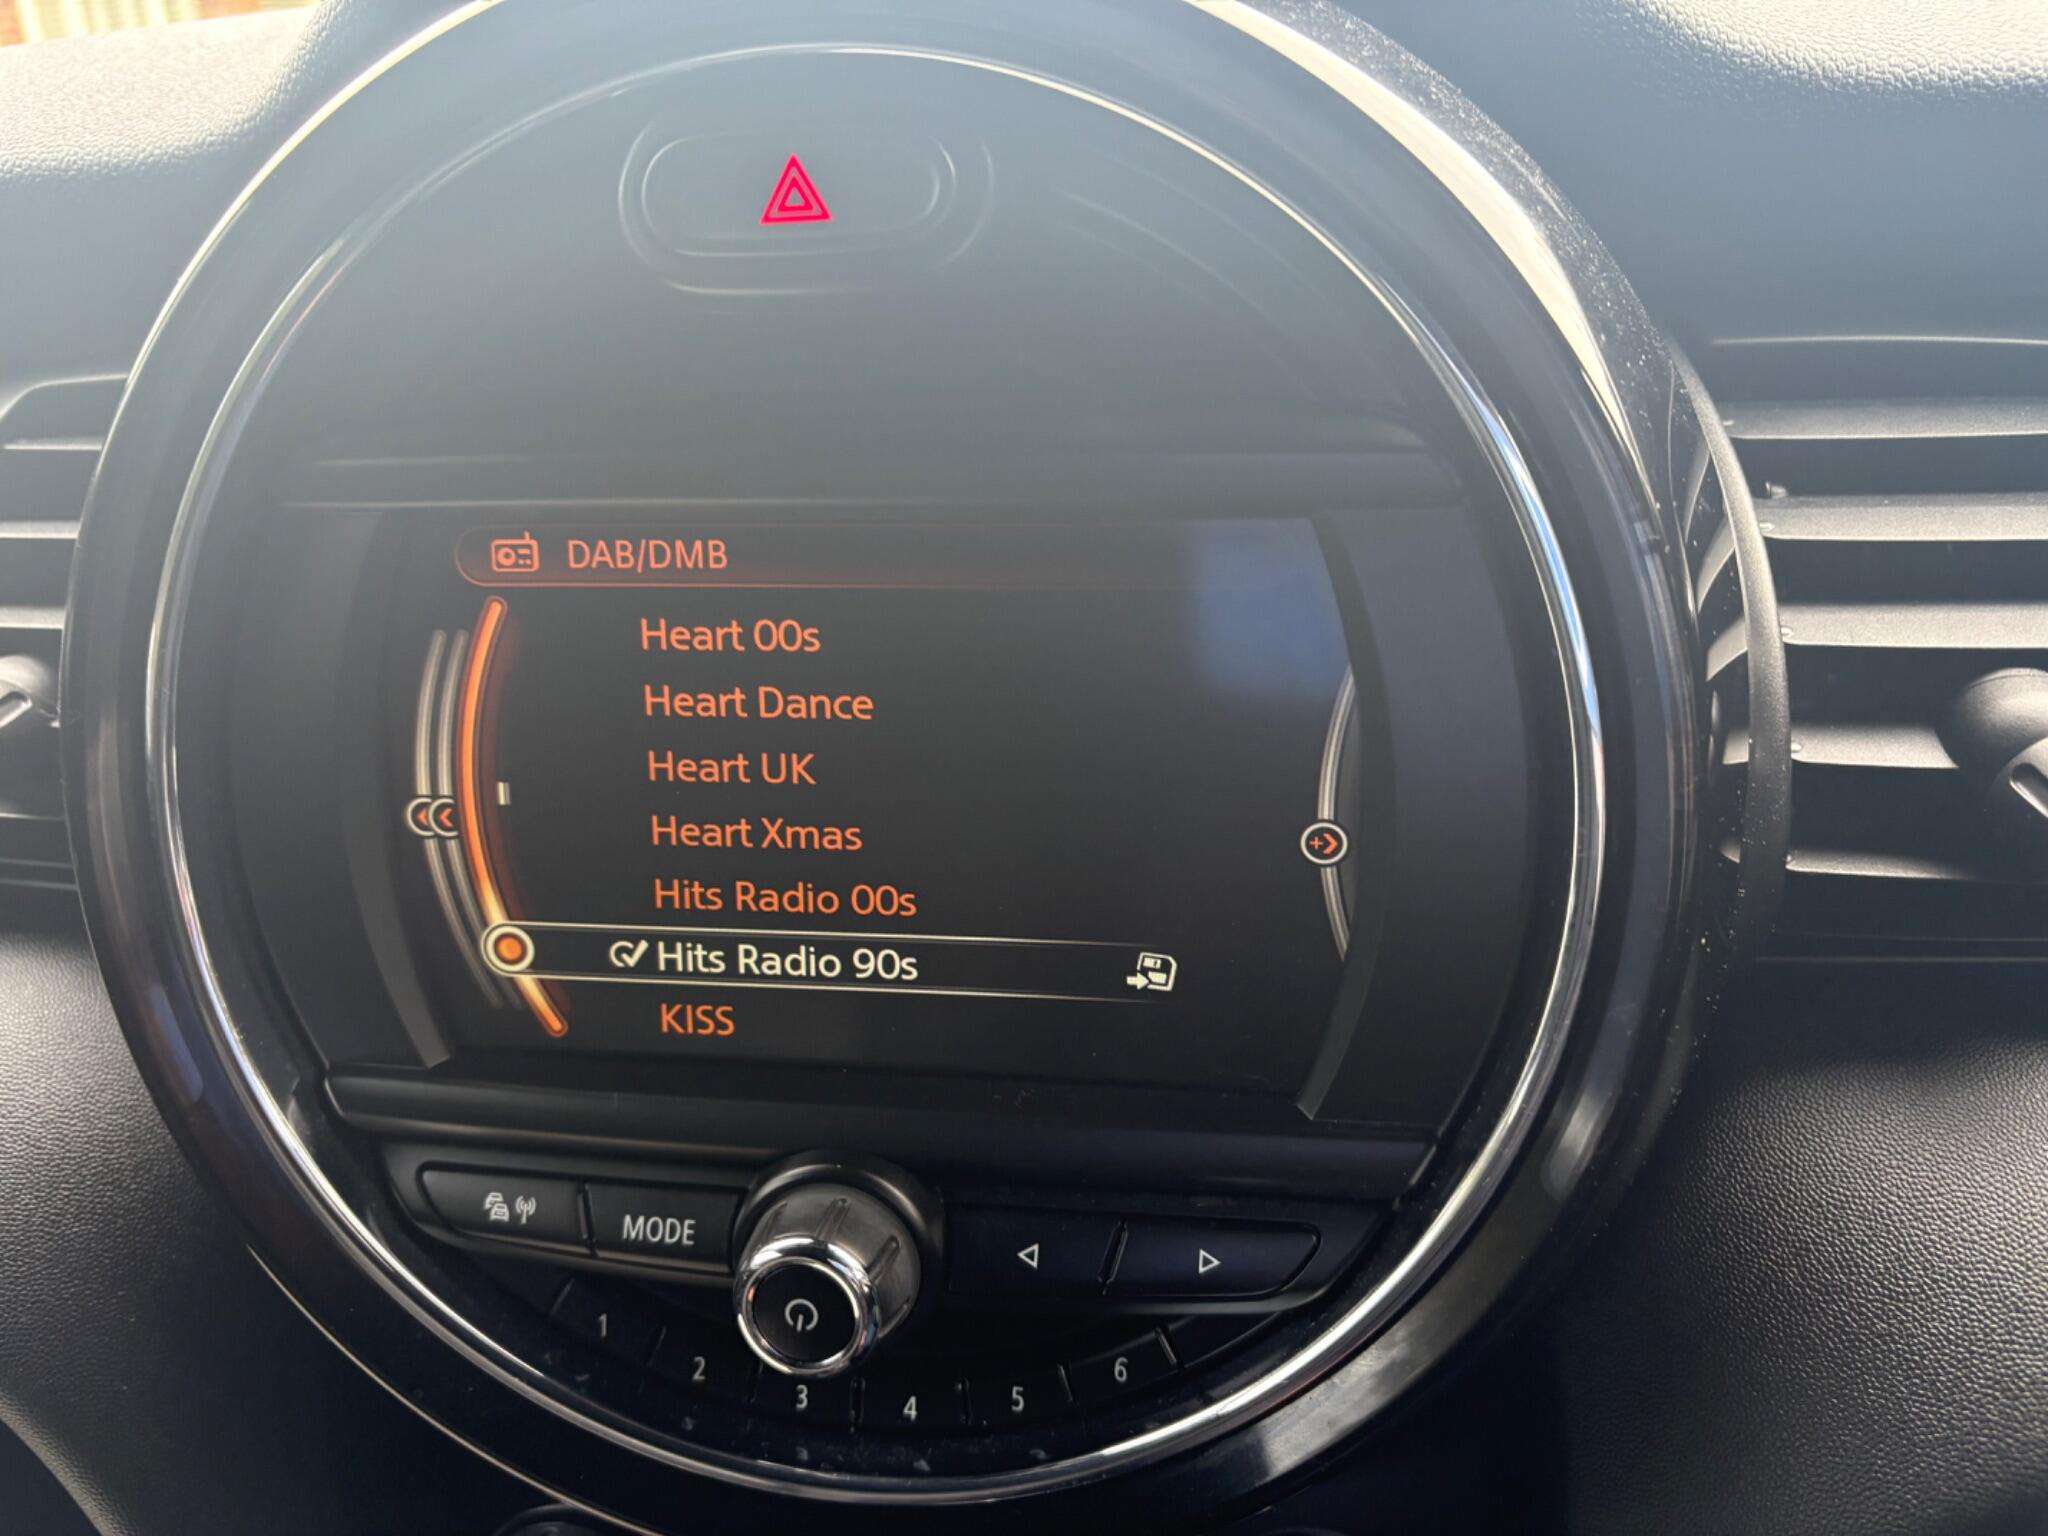 DAB/DMB
Heart 00s
Heart Dance
Heart UK
Heart Xmas
Hits Radio 00s
Hits Radio 90s
KISS
MODE
1
2
3
4
5
6